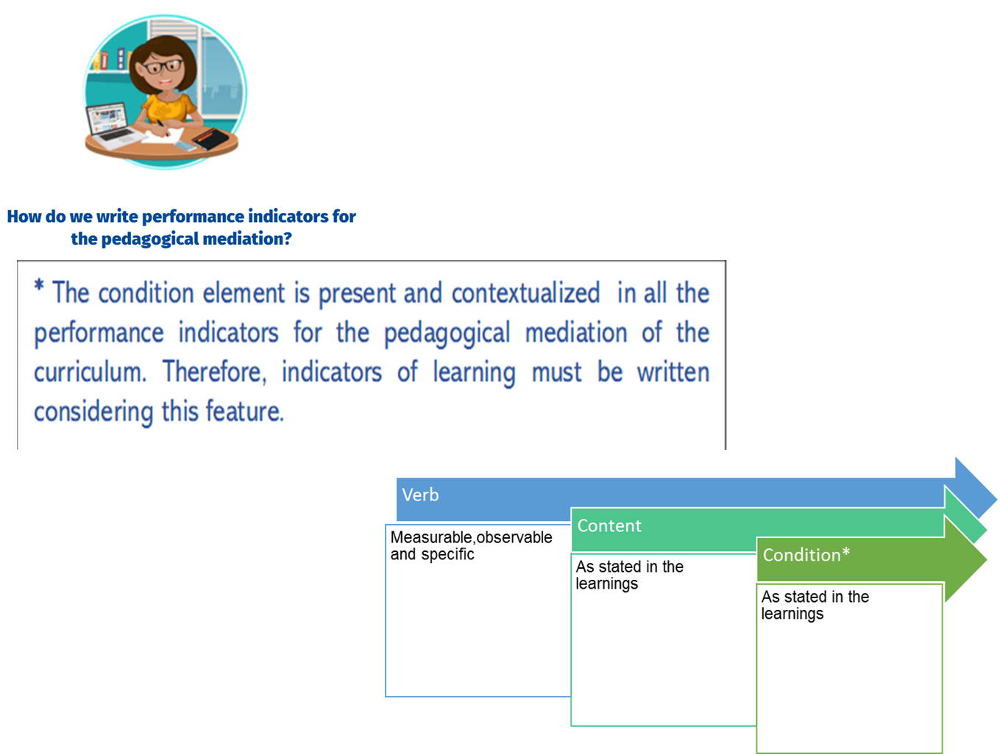 How do we write performance indicators for
the pedagogical mediation?
* The condition element is present and contextualized in all the
performance indicators for the pedagogical mediation of the
curriculum. Therefore, indicators of learning must be written
considering this feature.
Verb
Measurable,observable
and specific
Content
As stated in the
learnings
Condition*
As stated in the
learnings